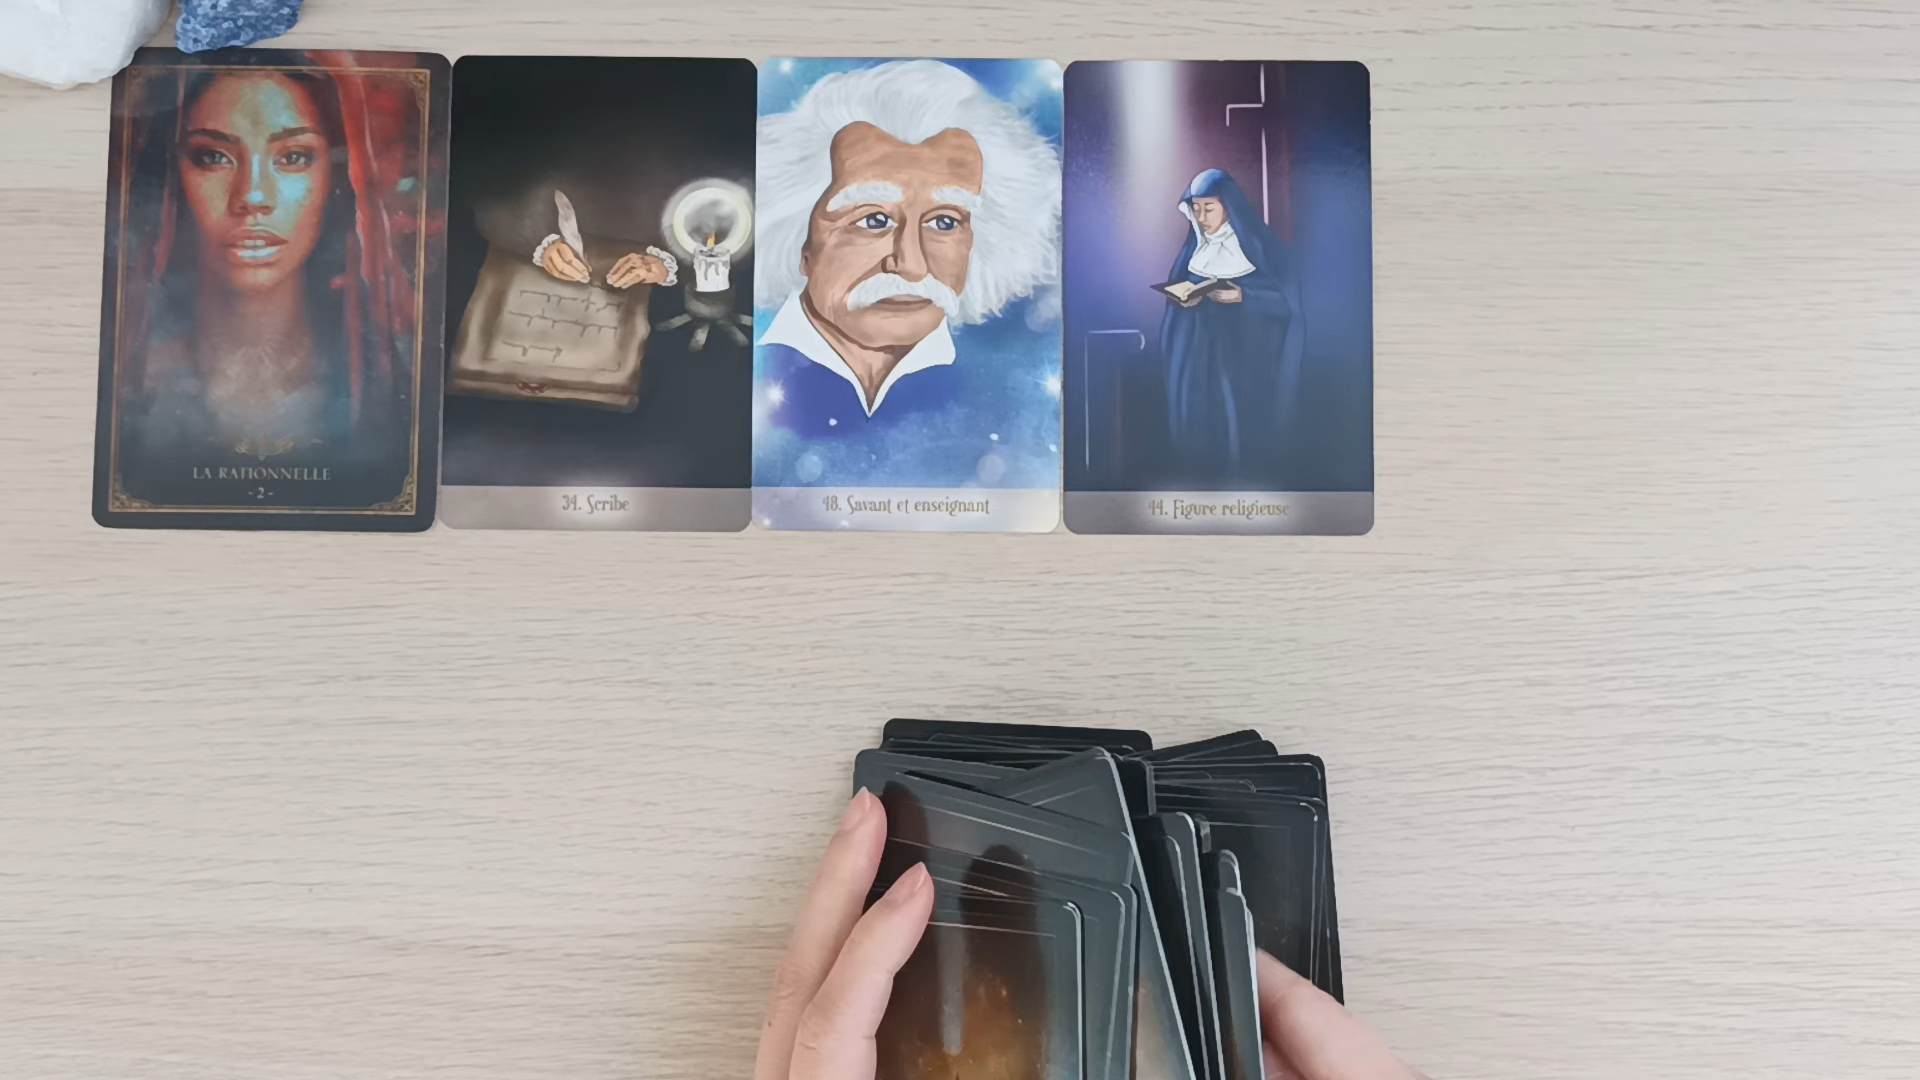 LA RATIONNELLE
- 2 -
34. Scribe
48. Savant et enseignant
44. Figure religieuse